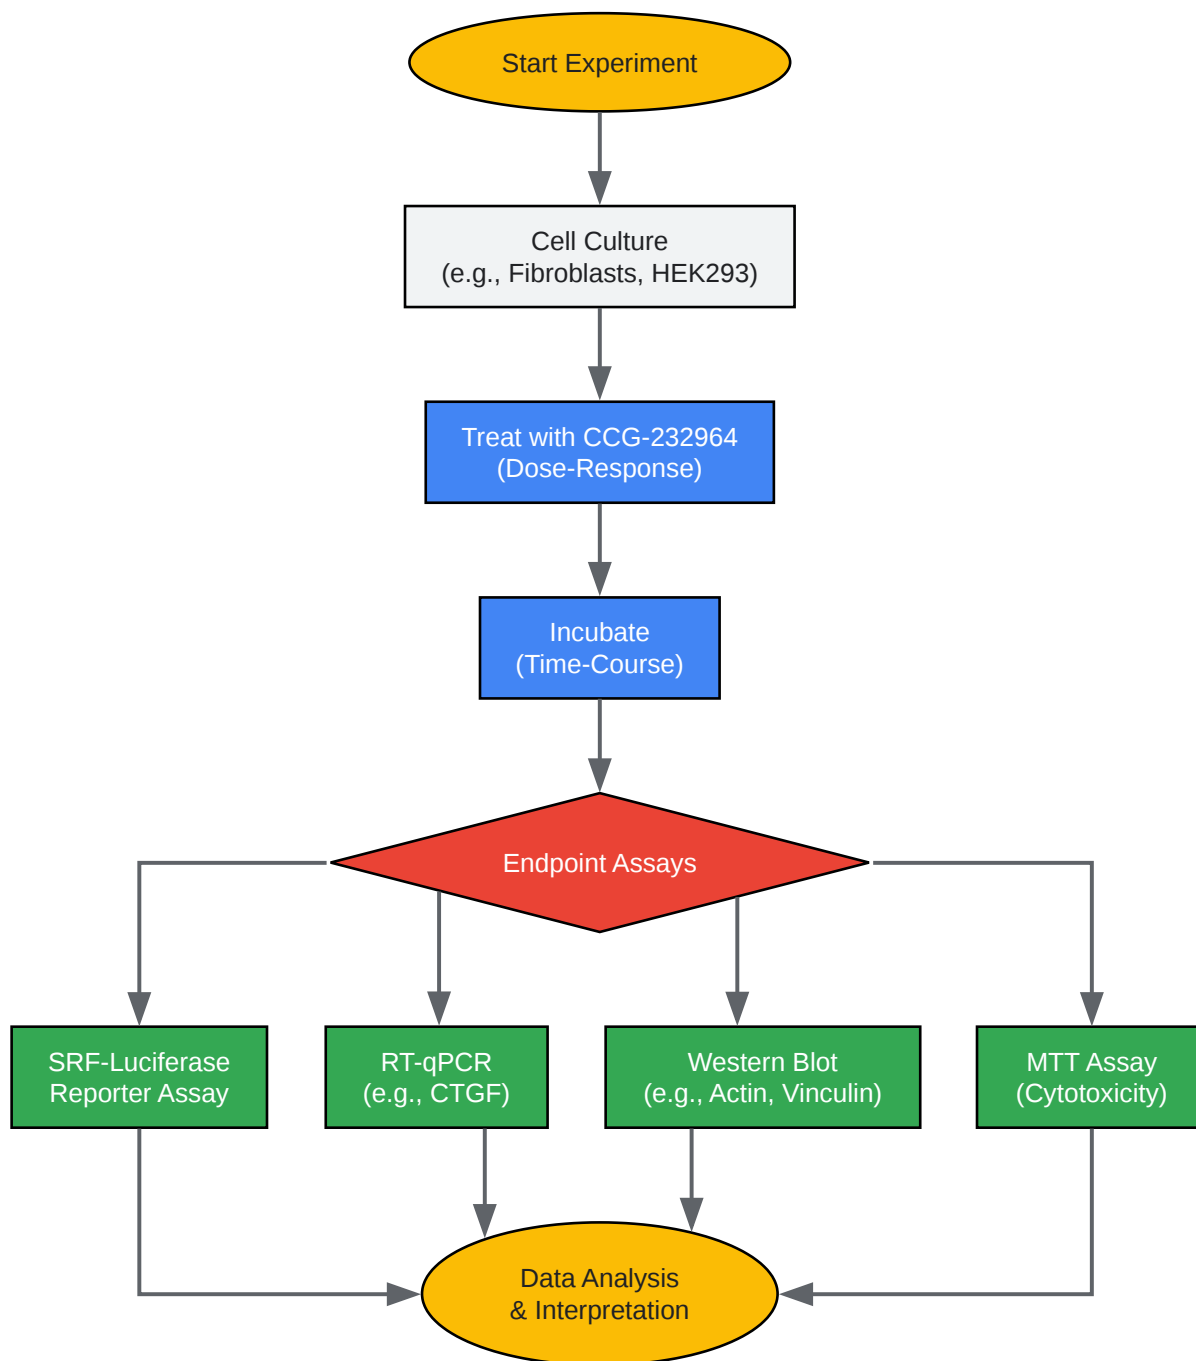 Start Experiment
Cell Culture
(e.g., Fibroblasts, HEK293)
Treat with CCG-232964
(Dose-Response)
Incubate
(Time-Course)
Endpoint Assays
SRF-Luciferase
Reporter Assay
RT-qPCR
(e.g., CTGF)
Western Blot
(e.g., Actin, Vinculin)
MTT Assay
(Cytotoxicity)
Data Analysis
& Interpretation